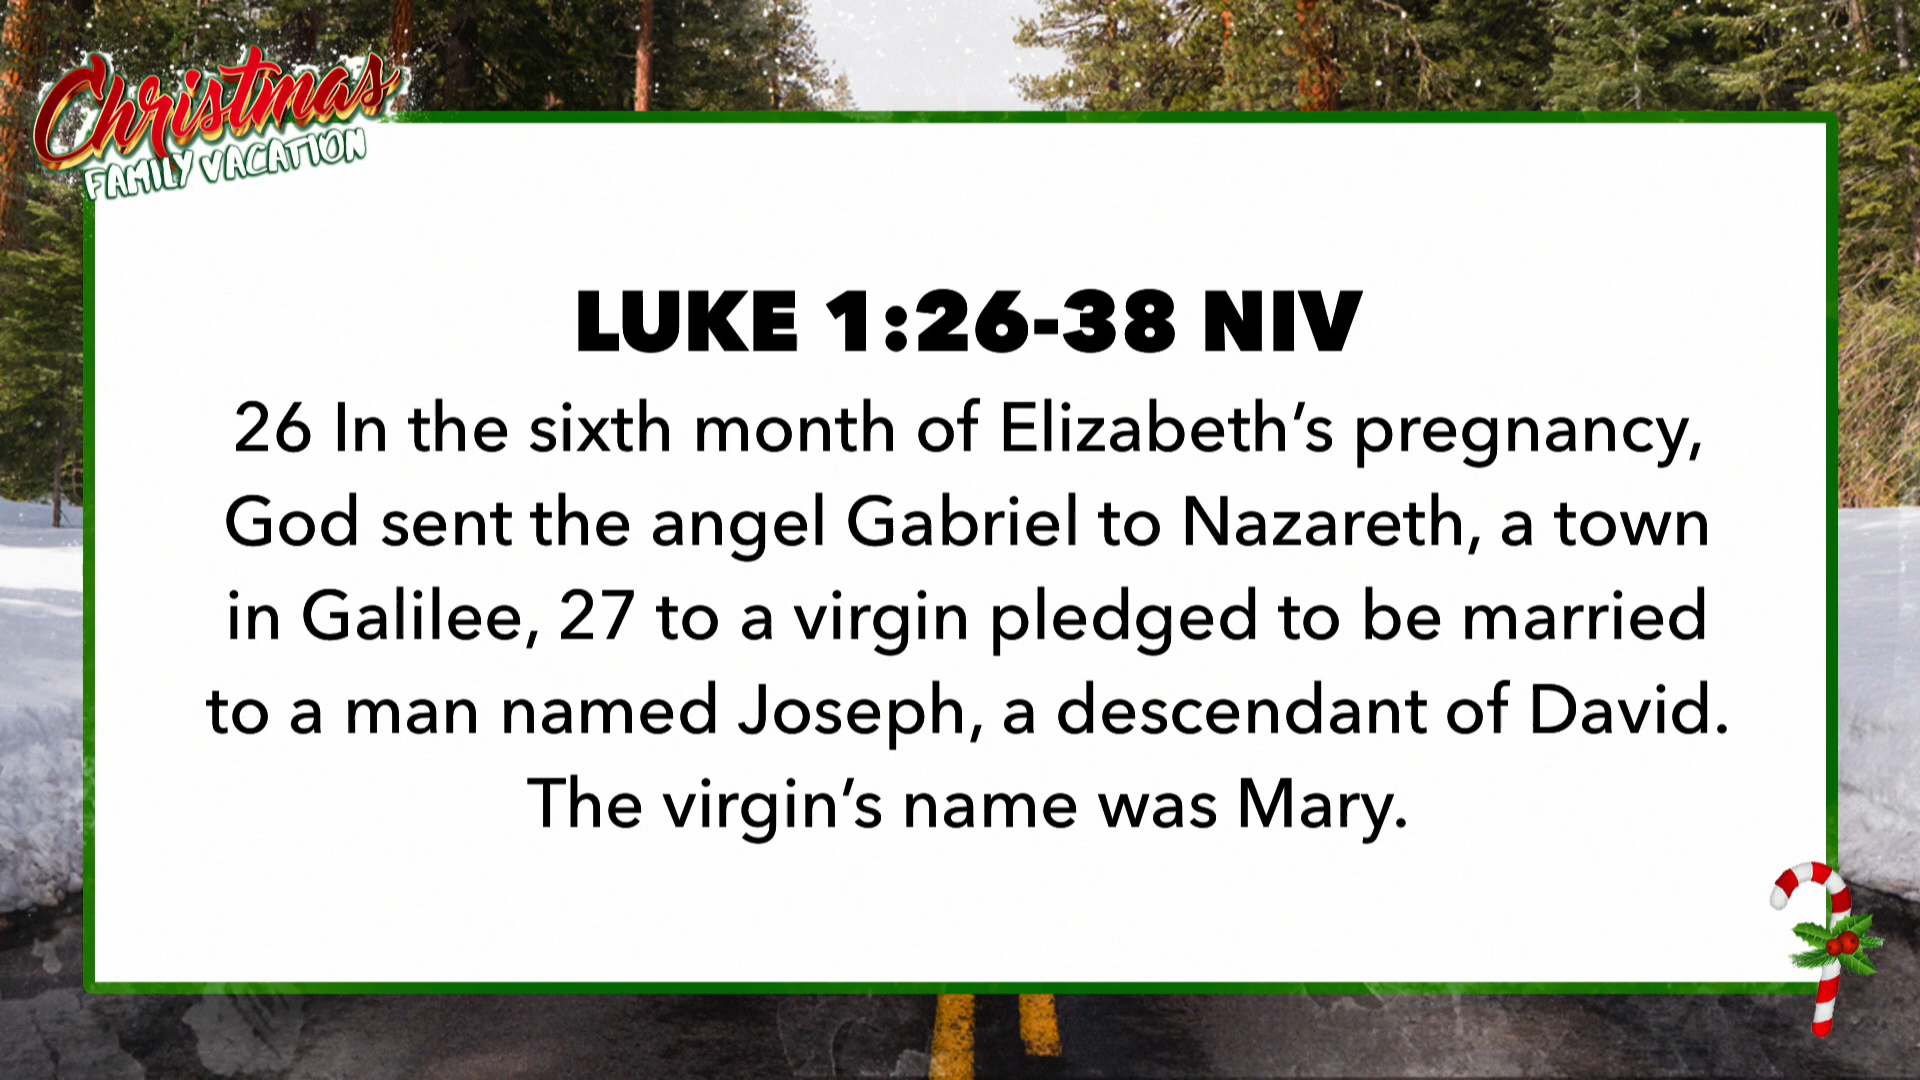 Christmas
FAMILY VACATION
LUKE 1:26-38 NIV
26 In the sixth month of Elizabeth’s pregnancy,
God sent the angel Gabriel to Nazareth, a town
in Galilee, 27 to a virgin pledged to be married
to a man named Joseph, a descendant of David.
The virgin’s name was Mary.